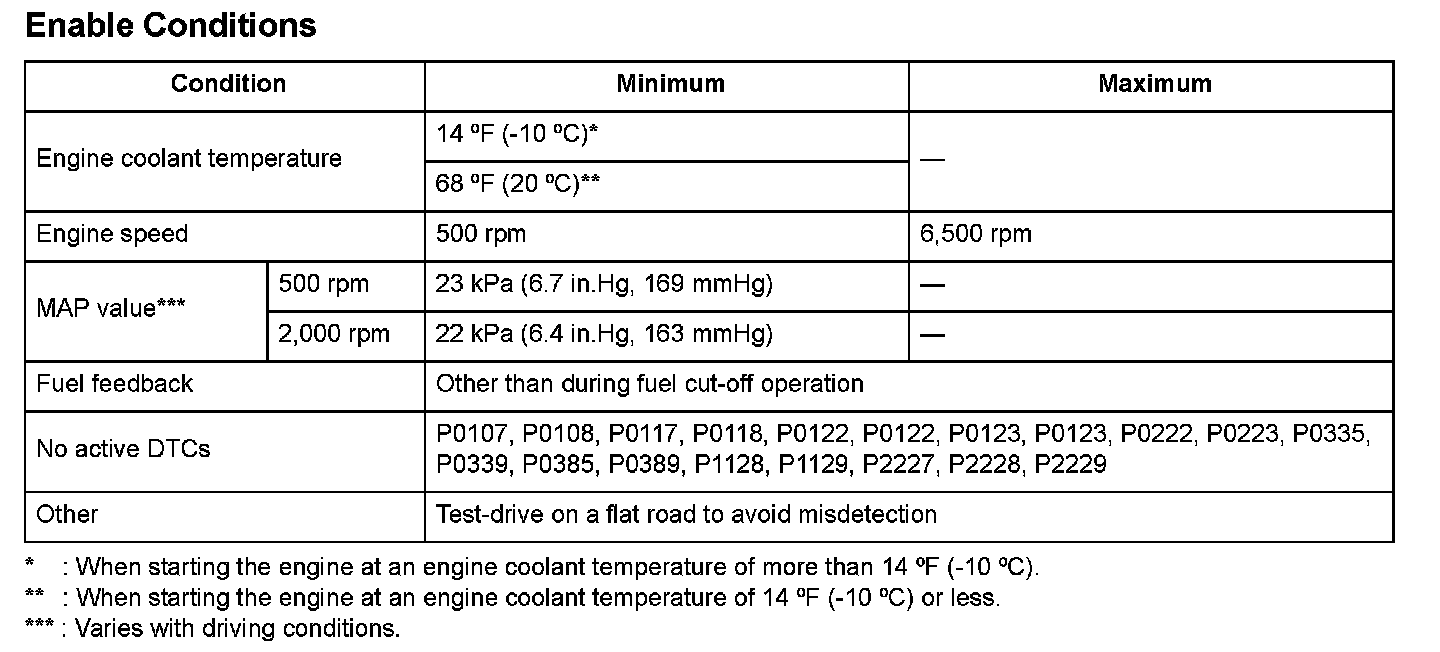 Enable Conditions
Condition Minimum Maximum
Engine coolant temperature 14 ºF (-10 ºC)* —
68 ºF (20 ºC)**
Engine speed 500 rpm 6,500 rpm
MAP value*** 500 rpm 23 kPa (6.7 in.Hg, 169 mmHg) —
2,000 rpm 22 kPa (6.4 in.Hg, 163 mmHg) —
Fuel feedback Other than during fuel cut-off operation
No active DTCs P0107, P0108, P0117, P0118, P0122, P0122, P0123, P0123, P0222, P0223, P0335,
P0339, P0385, P0389, P1128, P1129, P2227, P2228, P2229
Other Test-drive on a flat road to avoid misdetection
* : When starting the engine at an engine coolant temperature of more than 14 ºF (-10 ºC).
** : When starting the engine at an engine coolant temperature of 14 ºF (-10 ºC) or less.
*** : Varies with driving conditions.